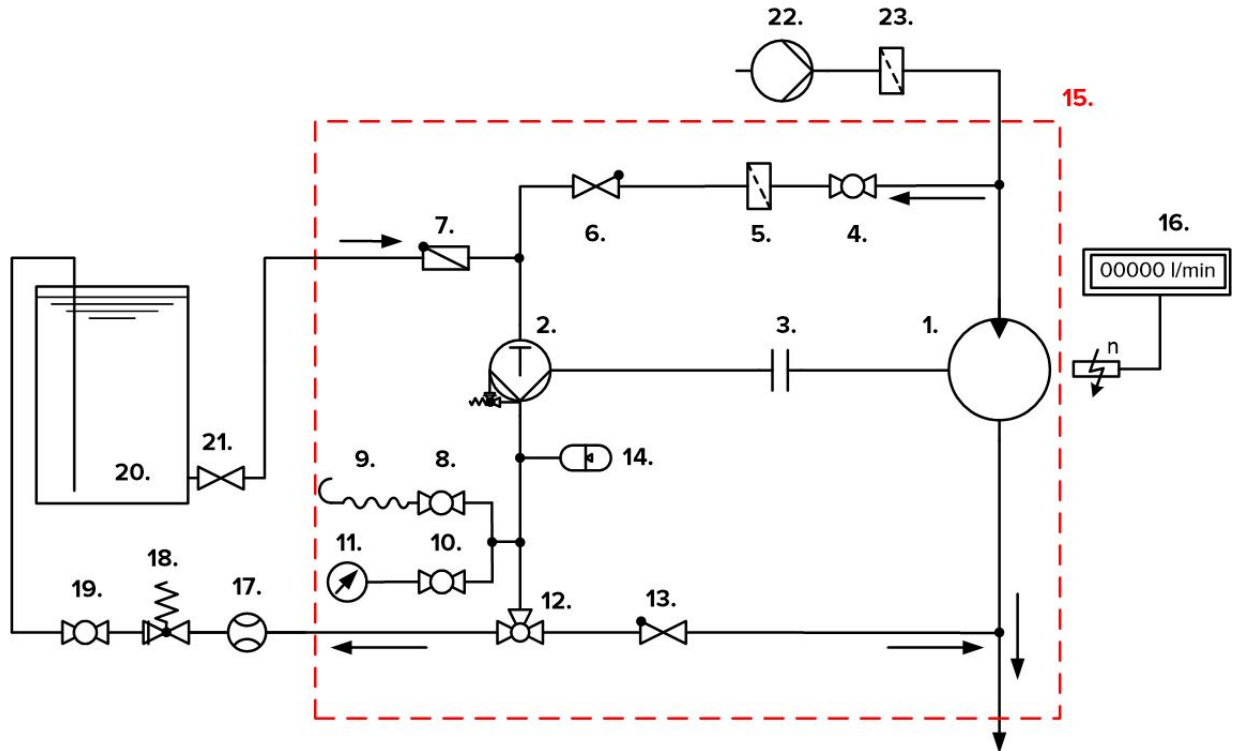 22. 23.
15.
7. 6. 5. 4. 16.
00000 l/min
2. 3. 1. n
21.
20. 9. 8. 14.
11. 10.
18.
19. 17. 12. 13.